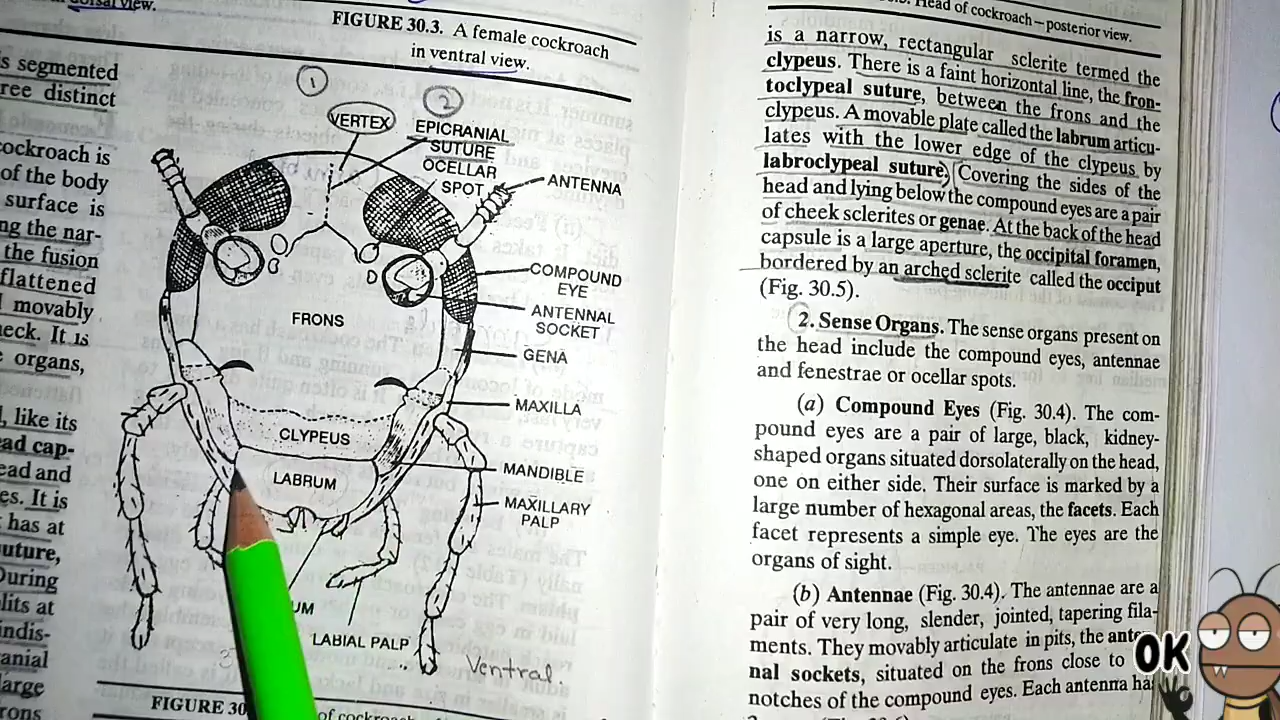 dorsal view.
FIGURE 30.3. A female cockroach
in ventral view.
s segmented
ree distinct
cockroach is
of the body
surface is
ng the nar-
the fusion
flattened
movably
neck. It is
e organs,
, like its
ead cap-
ead and
es. It is
has at
uture,
During
lits at
indis-
anial
large
rons
1
2
VERTEX
EPICRANIAL
SUTURE
OCELLAR
SPOT
ANTENNA
COMPOUND
EYE
ANTENNAL
SOCKET
FRONS
GENA
MAXILLA
CLYPEUS
MANDIBLE
LABRUM
MAXILLARY
PALP
UM
LABIAL PALP
Ventral.
FIGURE 30
of cockroach
Head of cockroach – posterior view.
is a narrow, rectangular sclerite termed the
clypeus. There is a faint horizontal line, the fron-
toclypeal suture, between the frons and the
clypeus. A movable plate called the labrum articu-
lates with the lower edge of the clypeus by
labroclypeal suture. Covering the sides of the
head and lying below the compound eyes are a pair
of cheek sclerites or genae. At the back of the head
capsule is a large aperture, the occipital foramen,
bordered by an arched sclerite called the occiput
(Fig. 30.5).
2. Sense Organs. The sense organs present on
the head include the compound eyes, antennae
and fenestrae or ocellar spots.
(a) Compound Eyes (Fig. 30.4). The com-
pound eyes are a pair of large, black, kidney-
shaped organs situated dorsolaterally on the head,
one on either side. Their surface is marked by a
large number of hexagonal areas, the facets. Each
facet represents a simple eye. The eyes are the
organs of sight.
(b) Antennae (Fig. 30.4). The antennae are a
pair of very long, slender, jointed, tapering fila-
ments. They movably articulate in pits, the anten-
nal sockets, situated on the frons close to
notches of the compound eyes. Each antenna ha
OK